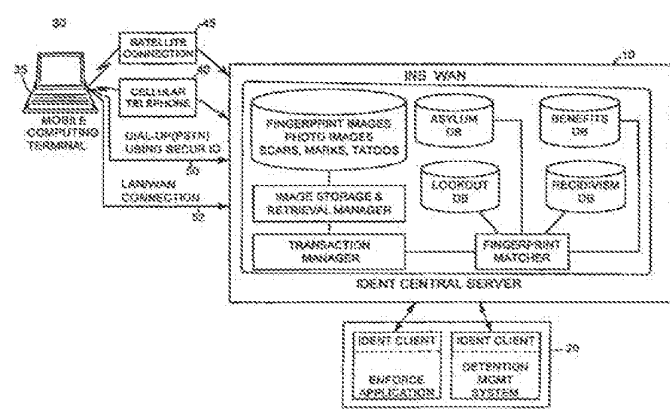 80
45
SATELLITE
CONNECTION
35
40
CELLULAR
TELEPHONE
MOBILE
COMPUTING
TERMINAL
DIAL-UP(PSTN)
USING SECUR ID
50
LAN/WAN
CONNECTION
52
10
INS WAN
FINGERPRINT IMAGES
PHOTO IMAGES
SCARS, MARKS, TATOOS
ASYLUM
DB
BENEFITS
DB
LOOKOUT
DB
RECIDIVISM
DB
IMAGE STORAGE &
RETRIEVAL MANAGER
TRANSACTION
MANAGER
FINGERPRINT
MATCHER
IDENT CENTRAL SERVER
IDENT CLIENT
ENFORCE
APPLICATION
IDENT CLIENT
DETENTION
MGMT
SYSTEM
20